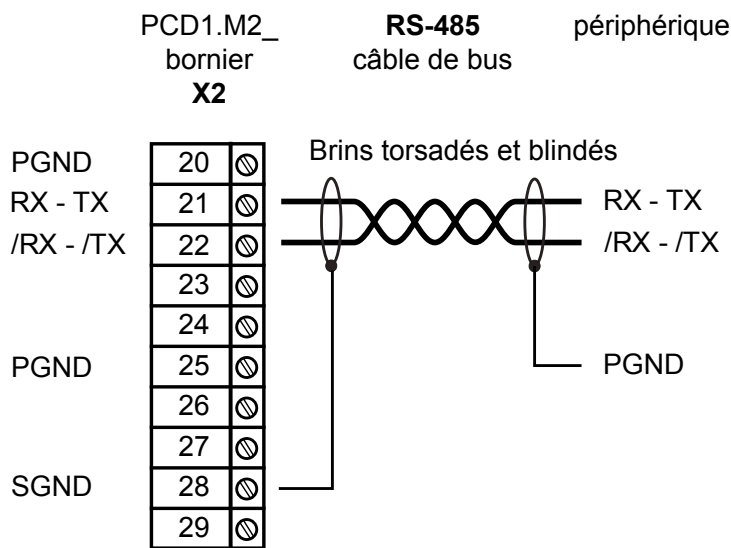 PCD1.M2_ RS-485 périphérique
bornier câble de bus
X2
Brins torsadés et blindés
PGND 20
RX - TX 21 RX - TX
/RX - /TX 22 /RX - /TX
23
24
PGND 25 PGND
26
27
SGND 28
29